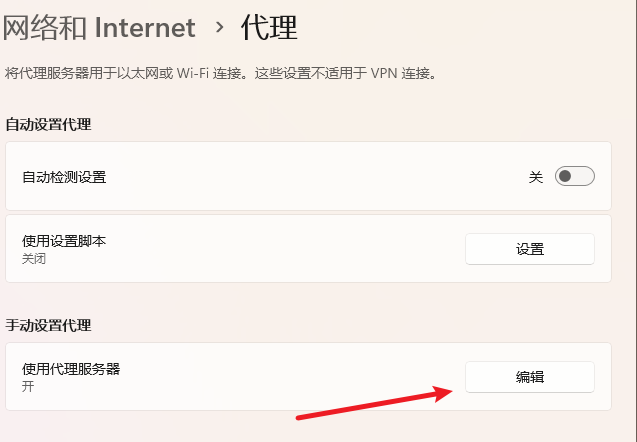 网络和 Internet › 代理
将代理服务器用于以太网或 Wi-Fi 连接。这些设置不适用于 VPN 连接。
自动设置代理
自动检测设置 关
使用设置脚本
关闭
设置
手动设置代理
使用代理服务器
开
编辑